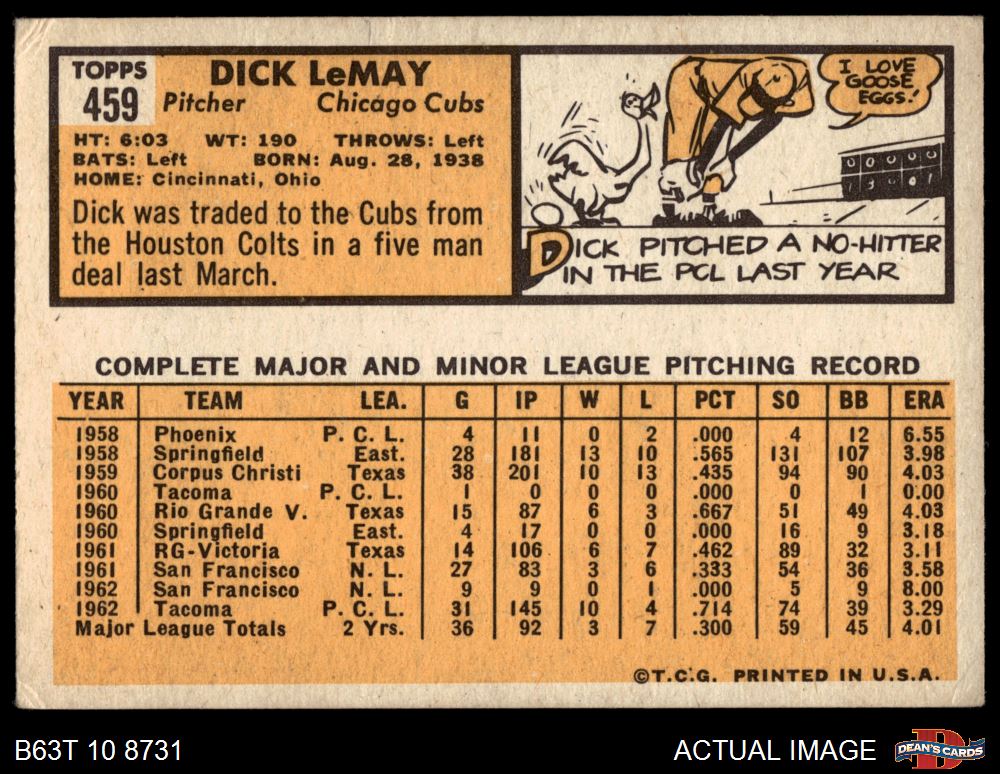 TOPPS
459
DICK LeMAY
Pitcher Chicago Cubs
HT: 6:03 WT: 190 THROWS: Left
BATS: Left BORN: Aug. 28, 1938
HOME: Cincinnati, Ohio
Dick was traded to the Cubs from
the Houston Colts in a five man
deal last March.
I LOVE
GOOSE
EGGS.'
DICK PITCHED A NO-HITTER
IN THE PCL LAST YEAR
COMPLETE MAJOR AND MINOR LEAGUE PITCHING RECORD
YEAR TEAM LEA. G IP W L PCT SO BB ERA
1958 Phoenix P. C. L. 4 11 0 2 .000 4 12 6.55
1958 Springfield East. 28 181 13 10 .565 131 107 3.98
1959 Corpus Christi Texas 38 201 10 13 .435 94 90 4.03
1960 Tacoma P. C. L. 1 0 0 0 .000 0 1 0.00
1960 Rio Grande V. Texas 15 87 6 3 .667 51 49 4.03
1960 Springfield East. 4 17 0 0 .000 16 9 3.18
1961 RG-Victoria Texas 14 106 6 7 .462 89 32 3.11
1961 San Francisco N. L. 27 83 3 6 .333 54 36 3.58
1962 San Francisco N. L. 9 9 0 1 .000 5 9 8.00
1962 Tacoma P. C. L. 31 145 10 4 .714 74 39 3.29
Major League Totals 2 Yrs. 36 92 3 7 .300 59 45 4.01
©T.C.G. PRINTED IN U.S.A.
B63T 10 8731
ACTUAL IMAGE
D
DEAN'S CARDS